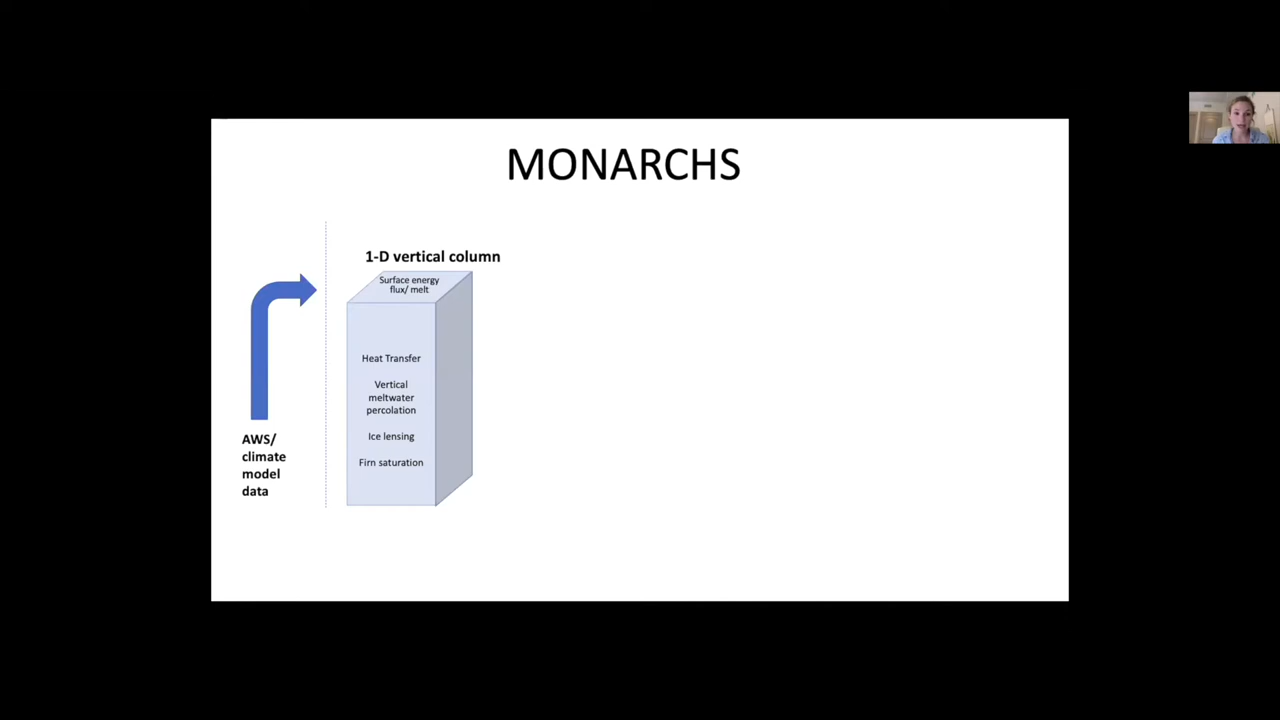 MONARCHS
1-D vertical column
Surface energy
flux/ melt
Heat Transfer
Vertical
meltwater
percolation
Ice lensing
Firn saturation
AWS/
climate
model
data